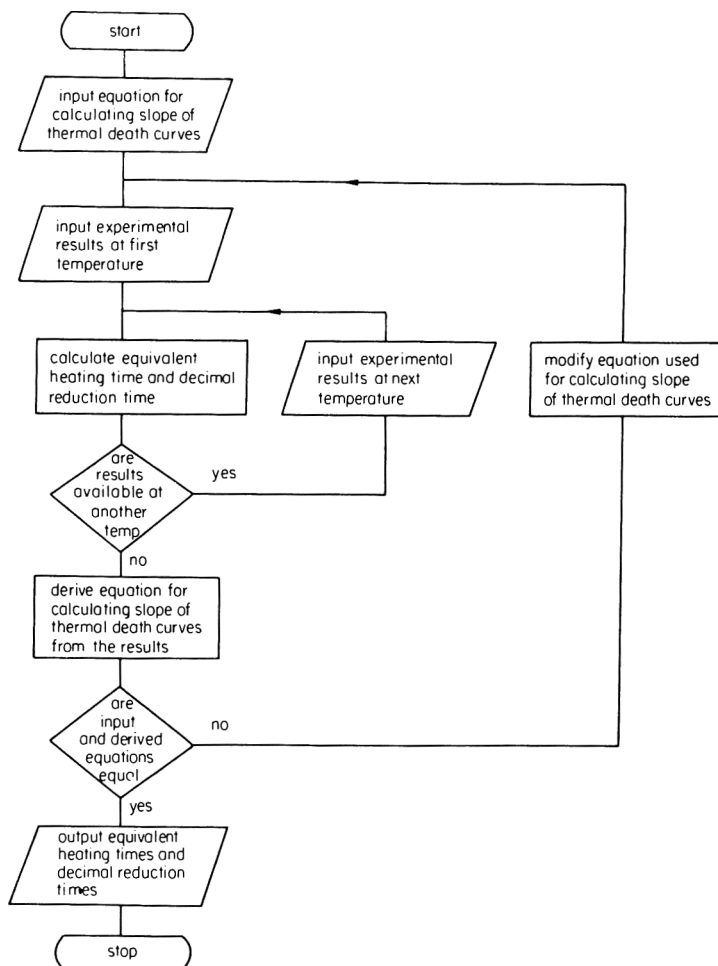 start
input equation for
calculating slope of
thermal death curves
input experimental
results at first
temperature
calculate equivalent
heating time and decimal
reduction time
input experimental
results at next
temperature
modify equation used
for calculating slope
of thermal death curves
are
results
available at
another
temp
yes
no
derive equation for
calculating slope of
thermal death curves
from the results
are
input
and derived
equations
equal
no
yes
output equivalent
heating times and
decimal reduction
times
stop